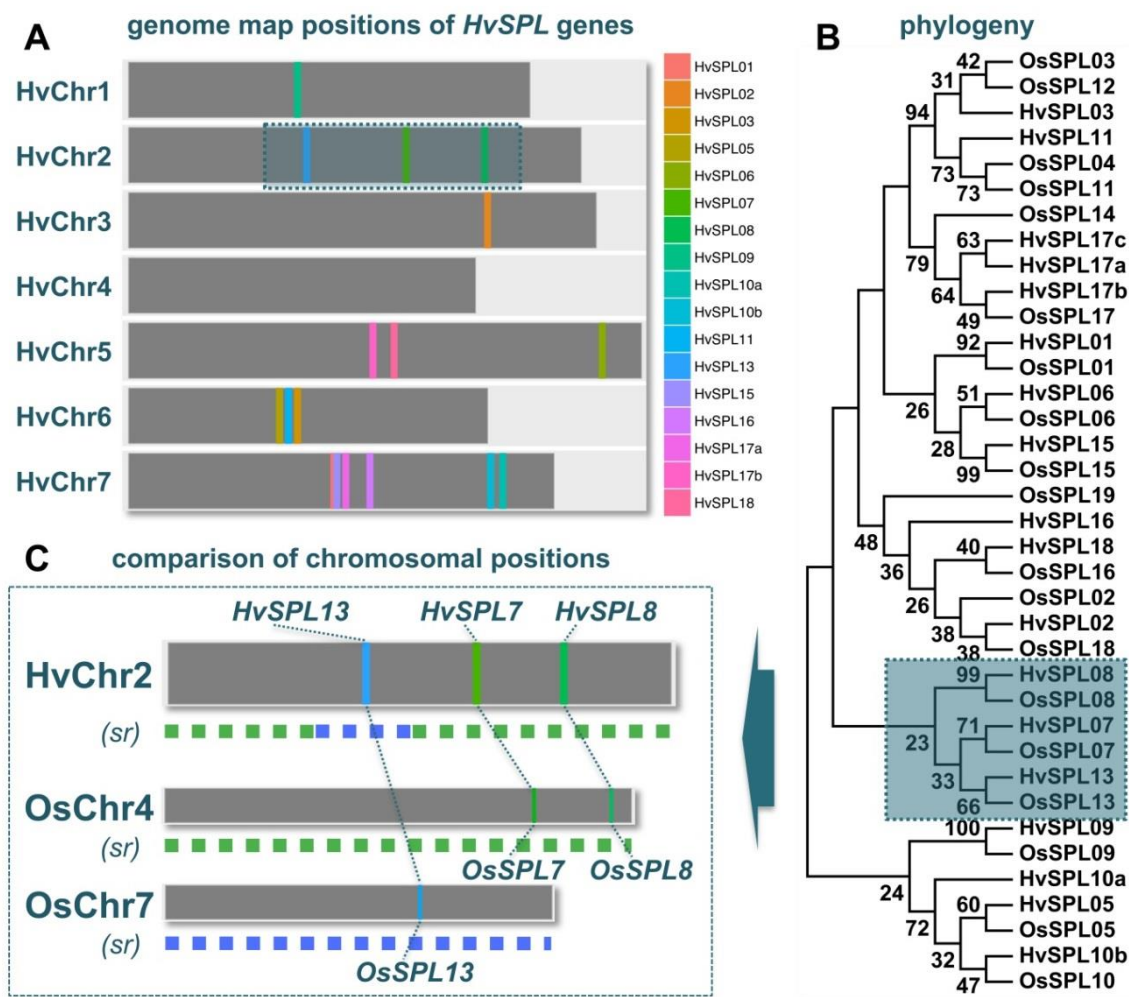 A genome map positions of HvSPL genes
HvChr1
HvChr2
HvChr3
HvChr4
HvChr5
HvChr6
HvChr7
HvSPL01
HvSPL02
HvSPL03
HvSPL05
HvSPL06
HvSPL07
HvSPL08
HvSPL09
HvSPL10a
HvSPL10b
HvSPL11
HvSPL13
HvSPL15
HvSPL16
HvSPL17a
HvSPL17b
HvSPL18
B phylogeny
42
31
94
73
73
79
63
64
49
92
26
51
28
99
48
36
40
26
38
38
99
23
71
33
66
100
24
72
60
32
47
OsSPL03
OsSPL12
HvSPL03
HvSPL11
OsSPL04
OsSPL11
OsSPL14
HvSPL17c
HvSPL17a
HvSPL17b
OsSPL17
HvSPL01
OsSPL01
HvSPL06
OsSPL06
HvSPL15
OsSPL15
OsSPL19
HvSPL16
HvSPL18
OsSPL16
OsSPL02
HvSPL02
OsSPL18
HvSPL08
OsSPL08
HvSPL07
OsSPL07
HvSPL13
OsSPL13
HvSPL09
OsSPL09
HvSPL10a
HvSPL05
OsSPL05
HvSPL10b
OsSPL10
C comparison of chromosomal positions
HvSPL13 HvSPL7 HvSPL8
HvChr2
(sr)
OsChr4
(sr)
OsSPL7 OsSPL8
OsChr7
(sr)
OsSPL13